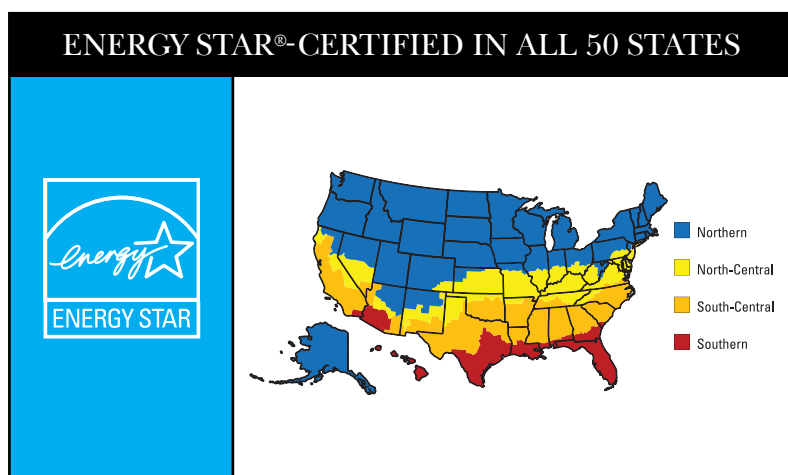 ENERGY STAR®-CERTIFIED IN ALL 50 STATES
energy
ENERGY STAR
Northern
North-Central
South-Central
Southern